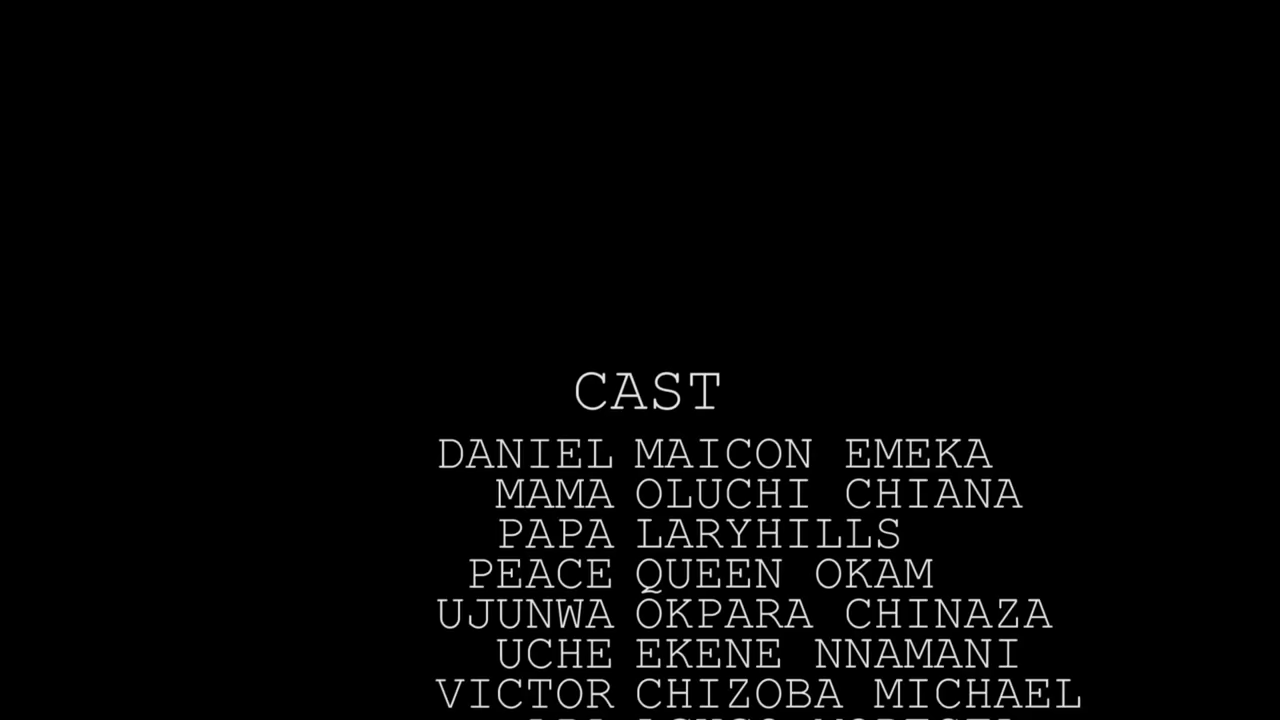 CAST
DANIEL MAICON EMEKA
MAMA OLUCHI CHIANA
PAPA LARYHILLS
PEACE QUEEN OKAM
UJUNWA OKPARA CHINAZA
UCHE EKENE NNAMANI
VICTOR CHIZOBA MICHAEL